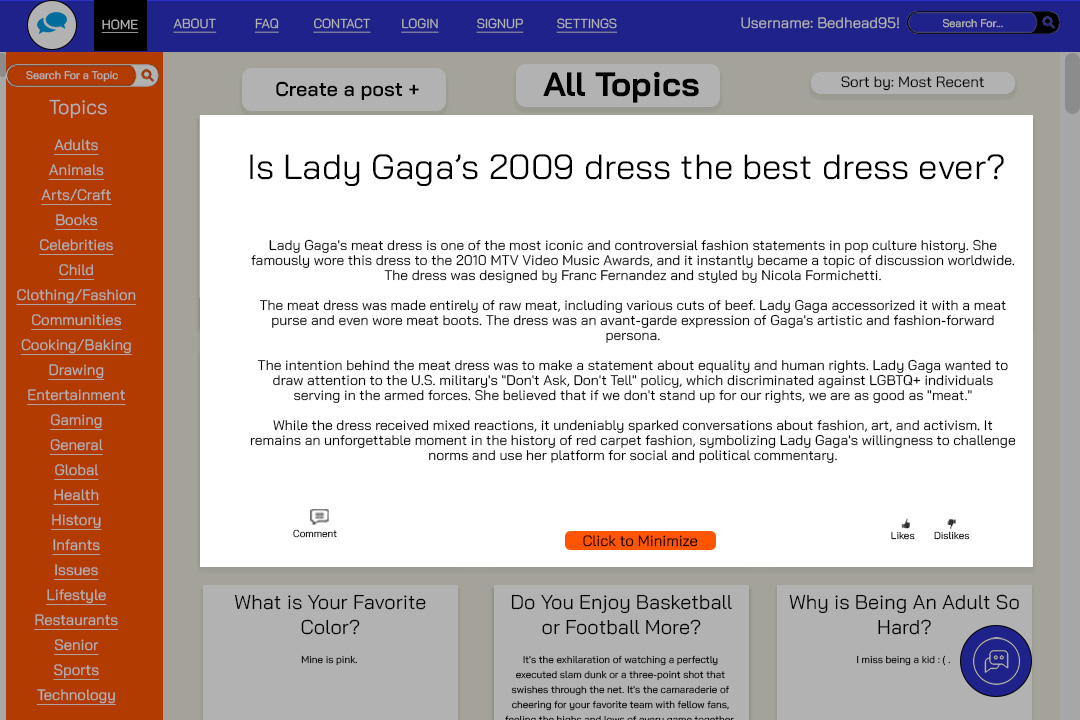 HOME
ABOUT
FAQ
CONTACT
LOGIN
SIGNUP
SETTINGS
Username: Bedhead95!
Search For...
Search For a Topic
Topics
Adults
Animals
Arts/Craft
Books
Celebrities
Child
Clothing/Fashion
Communities
Cooking/Baking
Drawing
Entertainment
Gaming
General
Global
Health
History
Infants
Issues
Lifestyle
Restaurants
Senior
Sports
Technology
Create a post +
All Topics
Sort by: Most Recent
Is Lady Gaga's 2009 dress the best dress ever?
Lady Gaga's meat dress is one of the most iconic and controversial fashion statements in pop culture history. She
famously wore this dress to the 2010 MTV Video Music Awards, and it instantly became a topic of discussion worldwide.
The dress was designed by Franc Fernandez and styled by Nicola Formichetti.
The meat dress was made entirely of raw meat, including various cuts of beef. Lady Gaga accessorized it with a meat
purse and even wore meat boots. The dress was an avant-garde expression of Gaga's artistic and fashion-forward
persona.
The intention behind the meat dress was to make a statement about equality and human rights. Lady Gaga wanted to
draw attention to the U.S. military's "Don't Ask, Don't Tell" policy, which discriminated against LGBTQ+ individuals
serving in the armed forces. She believed that if we don't stand up for our rights, we are as good as "meat."
While the dress received mixed reactions, it undeniably sparked conversations about fashion, art, and activism. It
remains an unforgettable moment in the history of red carpet fashion, symbolizing Lady Gaga's willingness to challenge
norms and use her platform for social and political commentary.
Comment
Click to Minimize
Likes
Dislikes
What is Your Favorite
Color?
Mine is pink.
Do You Enjoy Basketball
or Football More?
It's the exhilaration of watching a perfectly
executed slam dunk or a three-point shot that
swishes through the net. It's the camaraderie of
cheering for your favorite team with fellow fans,
feeling the highs and lows of every game together.
Why is Being An Adult So
Hard?
I miss being a kid : ( .